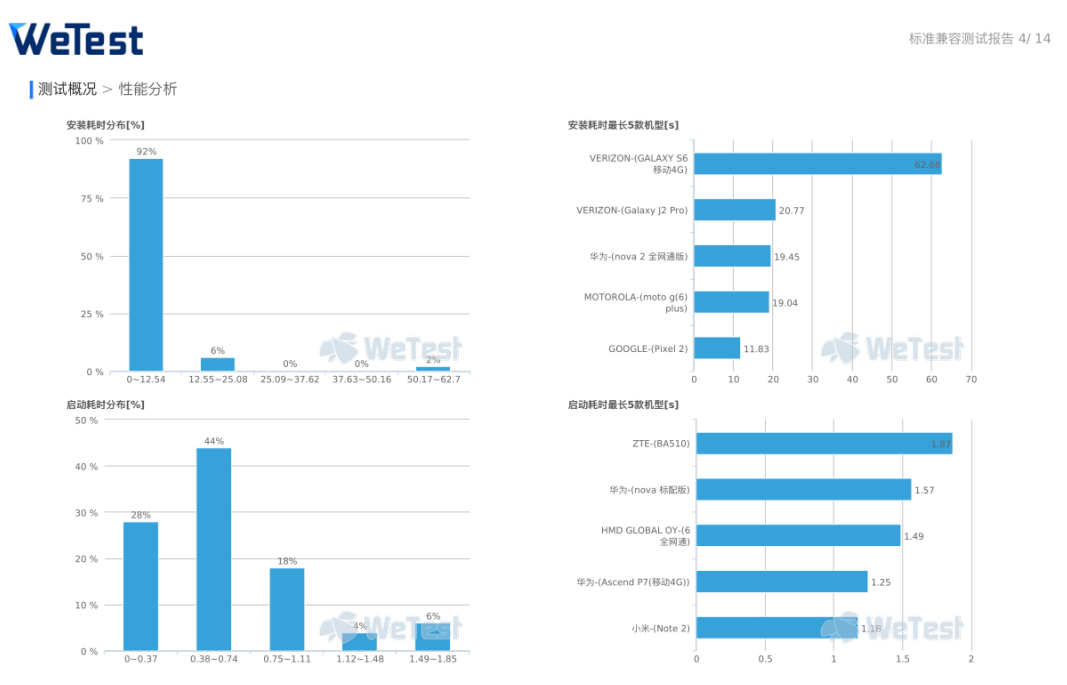 WeTest
标准兼容测试报告 4/ 14
测试概况 > 性能分析
安装耗时分布[%]
100 %
75 %
50 %
25 %
0 %
92%
6%
0%
0%
2%
0~12.54
12.55~25.08
25.09~37.62
37.63~50.16
50.17~62.7
WeTest
安装耗时最长5款机型[s]
VERIZON-(GALAXY S6
移动4G)
62.68
VERIZON-(Galaxy J2 Pro)
20.77
华为-(nova 2 全网通版)
19.45
MOTOROLA-(moto g(6)
plus)
19.04
GOOGLE-(Pixel 2)
11.83
0
10
20
30
40
50
60
70
WeTest
启动耗时分布[%]
50 %
40 %
30 %
20 %
10 %
0 %
28%
44%
18%
4%
6%
0~0.37
0.38~0.74
0.75~1.11
1.12~1.48
1.49~1.85
WeTest
启动耗时最长5款机型[s]
ZTE-(BA510)
1.87
华为-(nova 标配版)
1.57
HMD GLOBAL OY-(6
全网通)
1.49
华为-(Ascend P7(移动4G))
1.25
小米-(Note 2)
1.18
0
0.5
1
1.5
2
WeTest